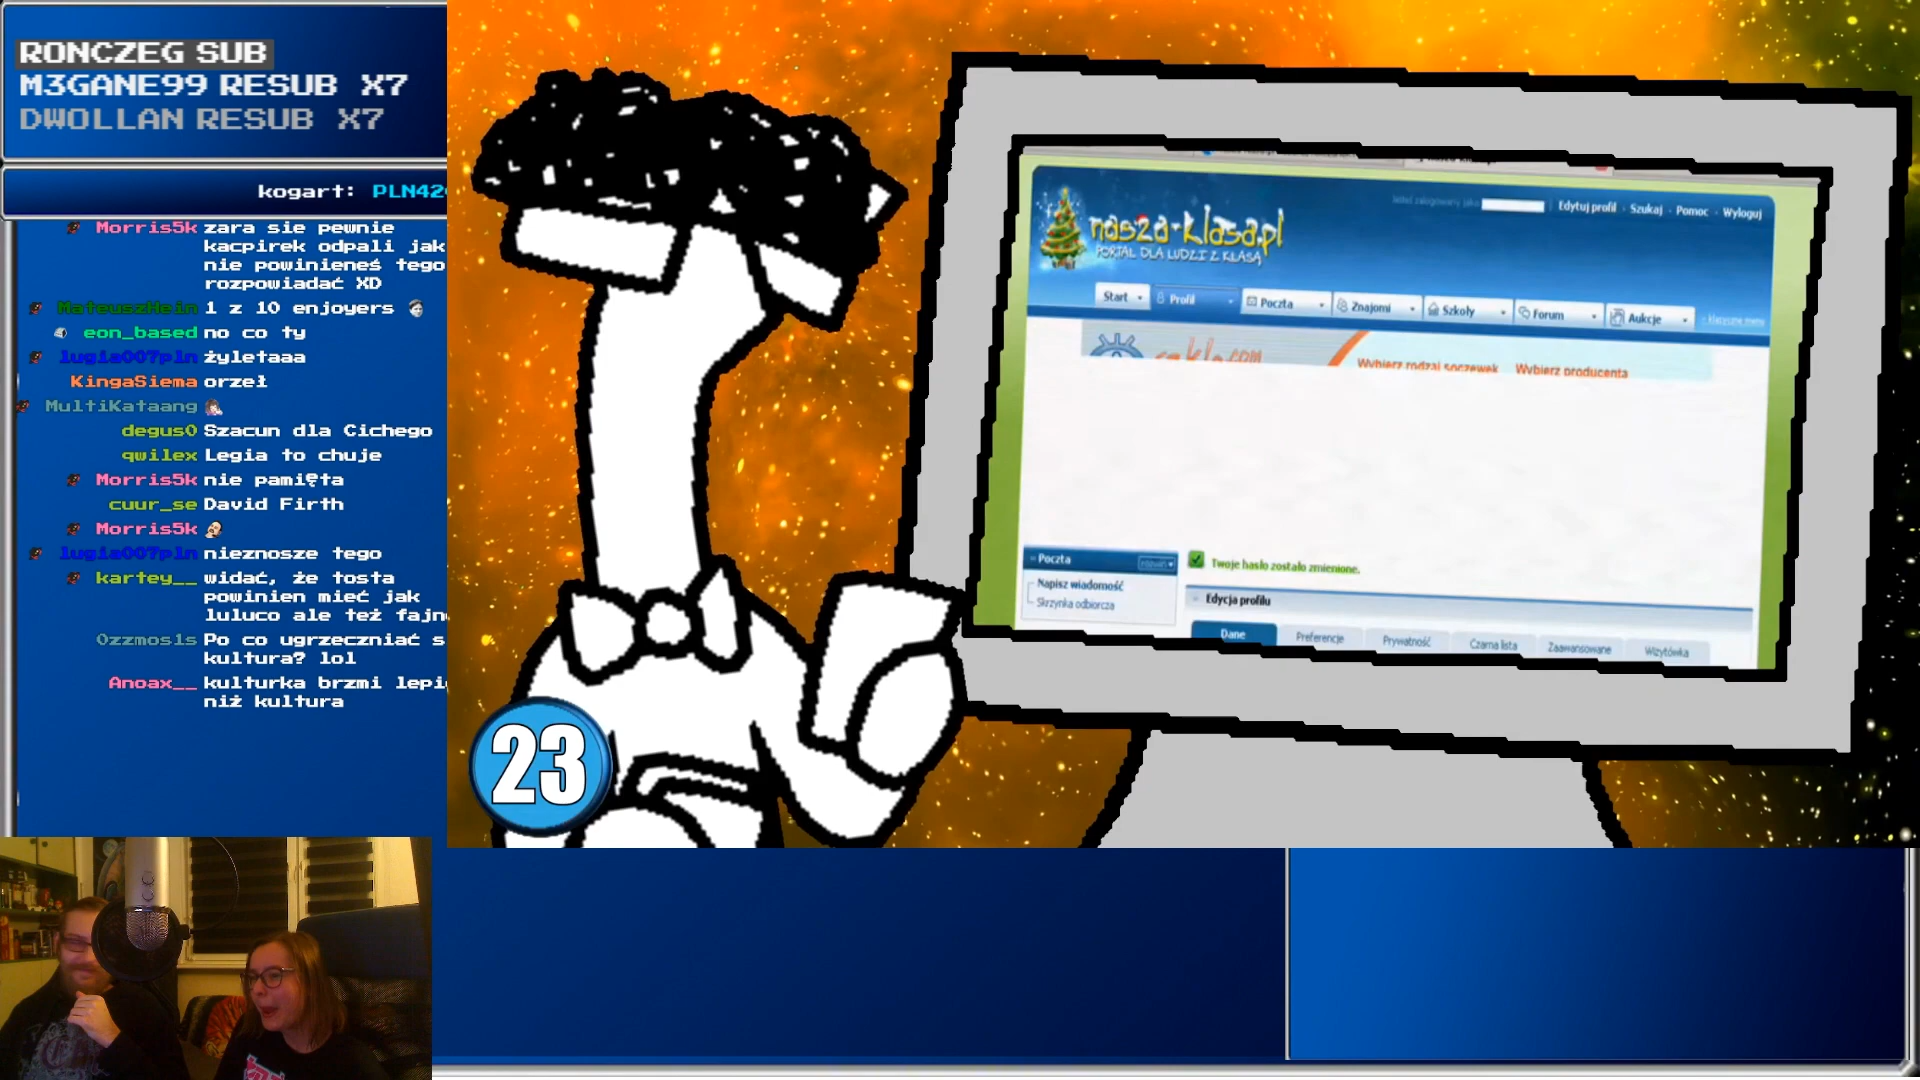 RONCZEG SUB
M3GANE99 RESUB X7
DWOLLAN RESUB X7
kogart: PLN42
Morris5k zara sie pewnie
kacpirek odpali jak
nie powinieneś tego
rozpowiadać XD
MateuszHein 1 z 10 enjoyers
eon_based no co ty
lugia007pln żyletaaa
KingaSiema orzeł
MultiKataang
degus0 Szacun dla Cichego
qwilex Legia to chuje
Morris5k nie pamięta
cuur_se David Firth
Morris5k
lugia007pln nieznosze tego
kartey__ widać, że tosta
powinien mieć jak
luluco ale też fajn
Ozzmos1s Po co ugrzeczniać s
kultura? lol
Anoax__ kulturka brzmi lepi
niż kultura
23
Edytuj profil · Szukaj · Pomoc · Wyloguj
nasza-klasa.pl
PORTAL DLA LUDZI Z KLASĄ
Start Profil Poczta Znajomi Szkoły Forum Aukcje
Wybierz rodzaj soczewek Wybierz producenta
Poczta
Napisz wiadomość
Skrzynka odbiorcza
Twoje hasło zostało zmienione.
Edycja profilu
Dane Preferencje Prywatność Czarna lista Zaawansowane Wizytówka